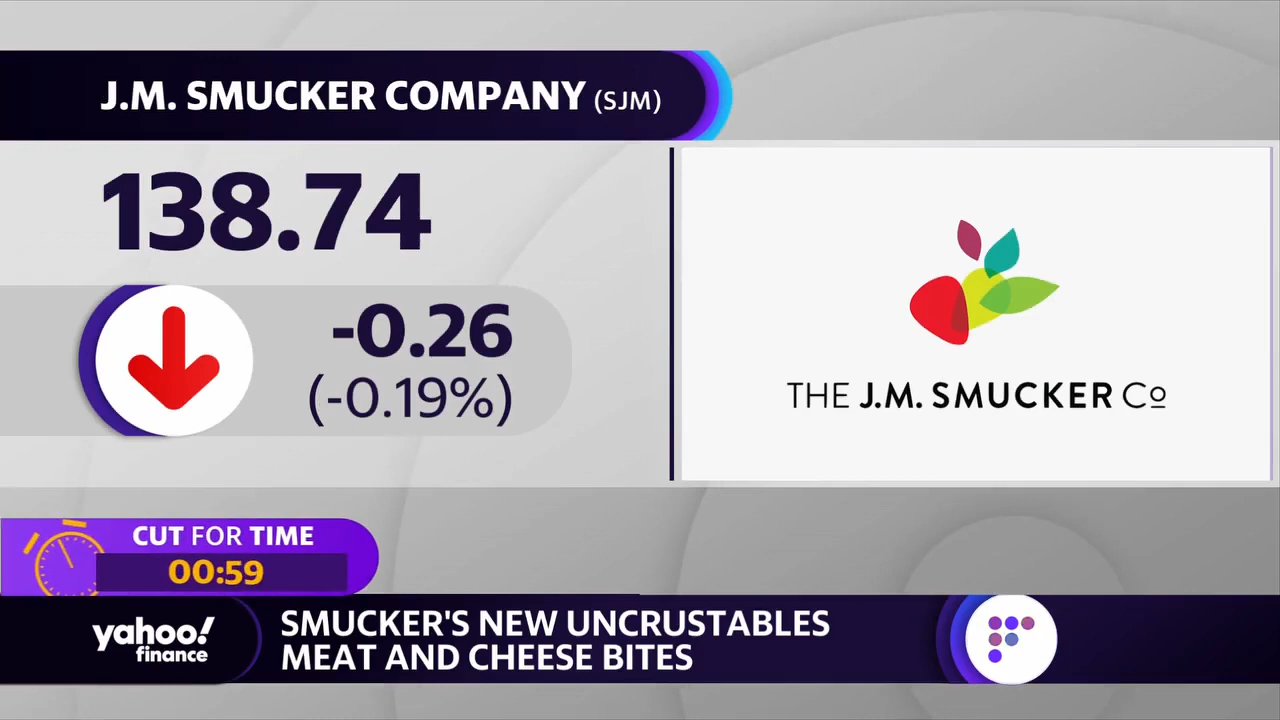 J.M. SMUCKER COMPANY (SJM)
138.74
-0.26
(-0.19%)
THE J.M. SMUCKER Co
CUT FOR TIME
00:59
yahoo!
finance
SMUCKER'S NEW UNCRUSTABLES
MEAT AND CHEESE BITES